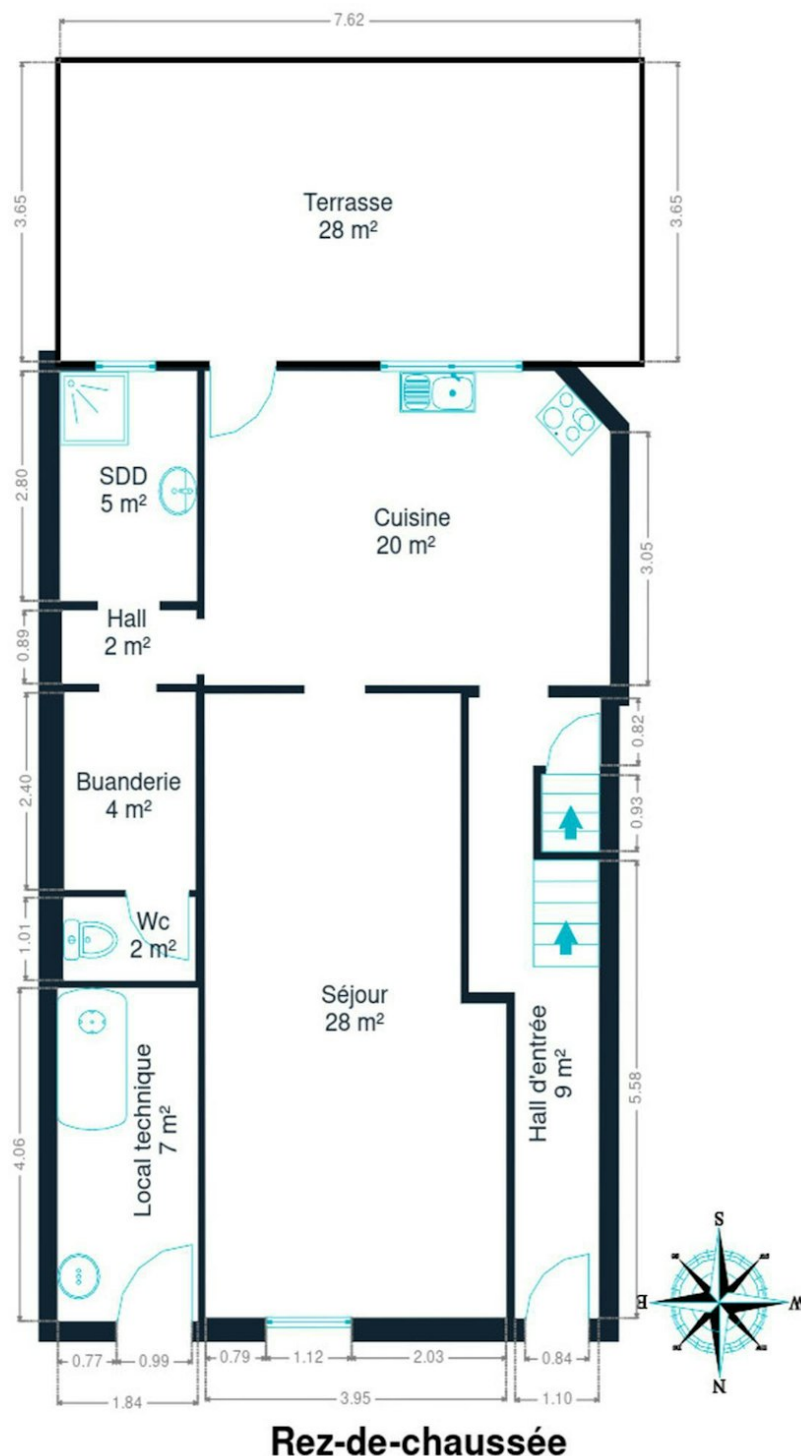 7.62
3.65
3.65
Terrasse
28 m²
2.80
SDD
5 m²
Cuisine
20 m²
3.05
0.89
Hall
2 m²
0.82
2.40
Buanderie
4 m²
0.93
1.01
Wc
2 m²
Séjour
28 m²
4.06
Local technique
7 m²
Hall d'entrée
9 m²
5.58
S
E
W
N
0.77
0.99
0.79
1.12
2.03
0.84
1.84
3.95
1.10
Rez-de-chaussée